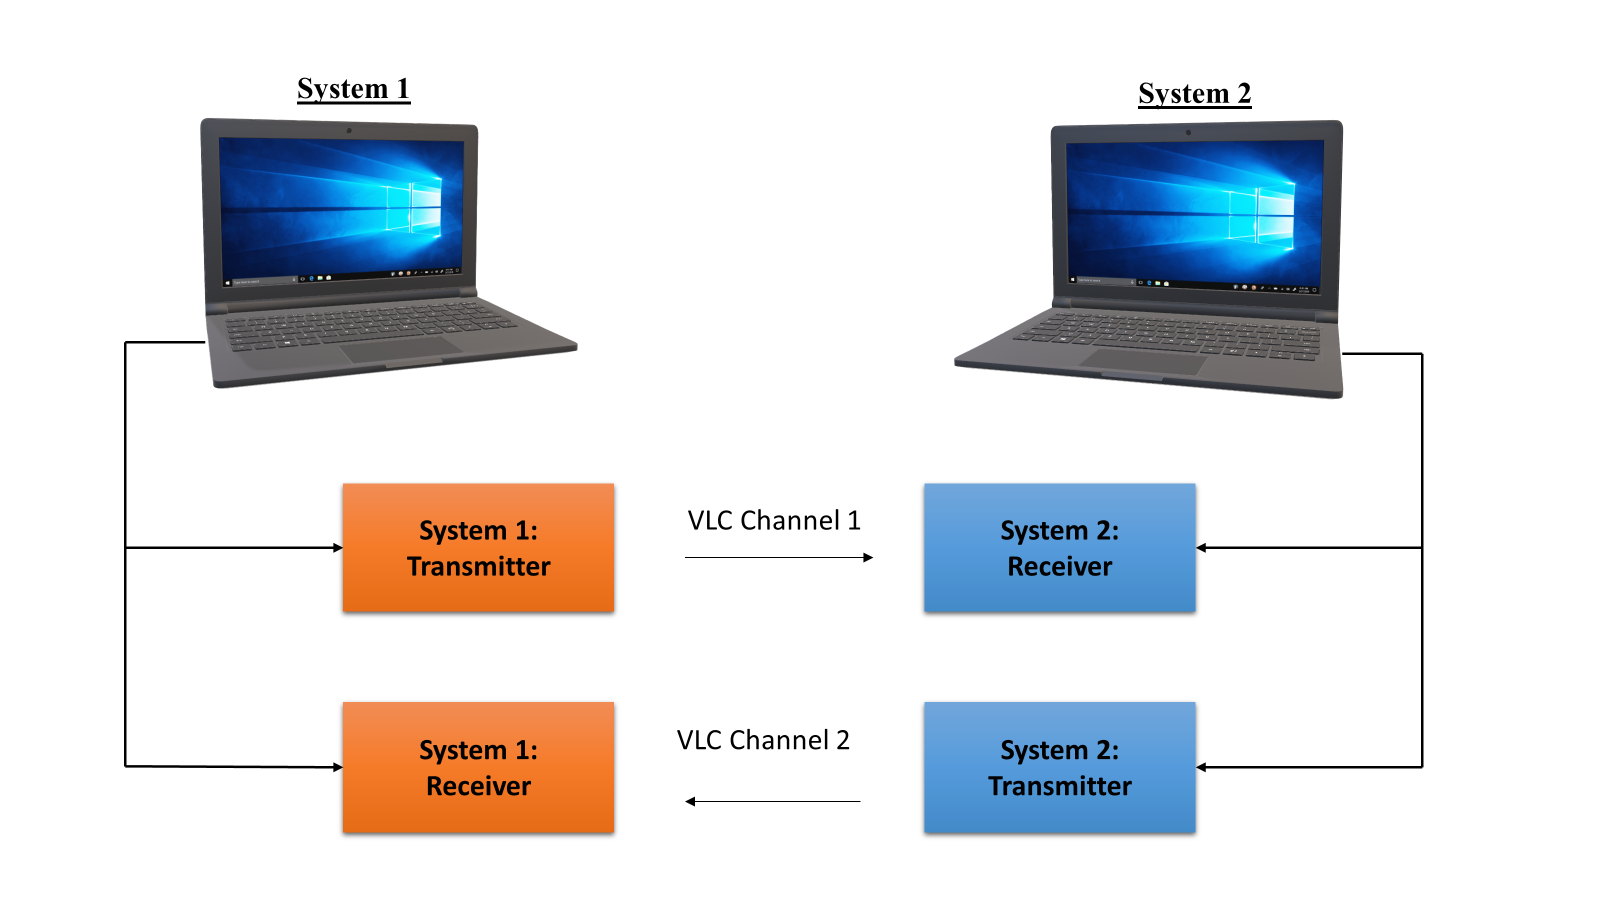 System 1
System 2
System 1:
Transmitter
VLC Channel 1
System 2:
Receiver
System 1:
Receiver
VLC Channel 2
System 2:
Transmitter